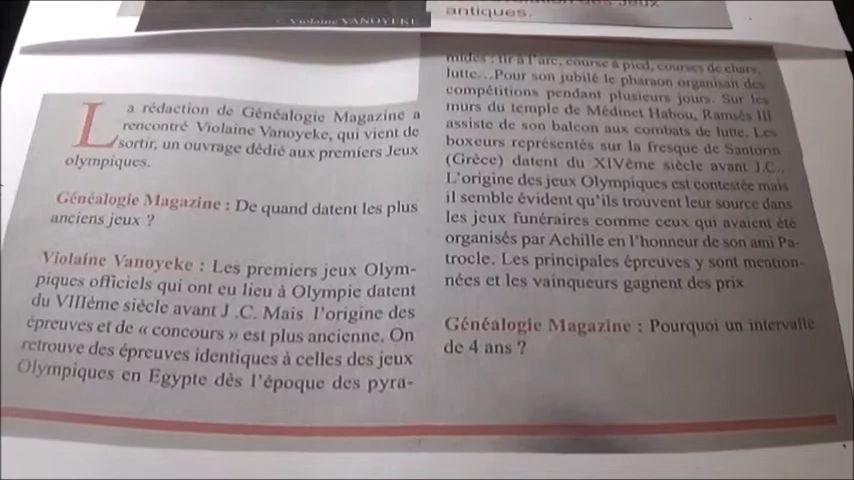 © Violaine VANOYEKE
des Jeux
antiques.
La rédaction de Généalogie Magazine a
rencontré Violaine Vanoyeke, qui vient de
sortir, un ouvrage dédié aux premiers Jeux
olympiques.
Généalogie Magazine : De quand datent les plus
anciens jeux ?
Violaine Vanoyeke : Les premiers jeux Olym-
piques officiels qui ont eu lieu à Olympie datent
du VIIIème siècle avant J .C. Mais l'origine des
épreuves et de « concours » est plus ancienne. On
retrouve des épreuves identiques à celles des jeux
Olympiques en Egypte dès l'époque des pyra-
mides : tir à l'arc, course à pied, courses de chars,
lutte…Pour son jubilé le pharaon organisait des
compétitions pendant plusieurs jours. Sur les
murs du temple de Médinet Habou, Ramsès III
assiste de son balcon aux combats de lutte. Les
boxeurs représentés sur la fresque de Santorin
(Grèce) datent du XIVème siècle avant J.C..
L'origine des jeux Olympiques est contestée mais
il semble évident qu'ils trouvent leur source dans
les jeux funéraires comme ceux qui avaient été
organisés par Achille en l'honneur de son ami Pa-
trocle. Les principales épreuves y sont mention-
nées et les vainqueurs gagnent des prix
Généalogie Magazine : Pourquoi un intervalle
de 4 ans ?